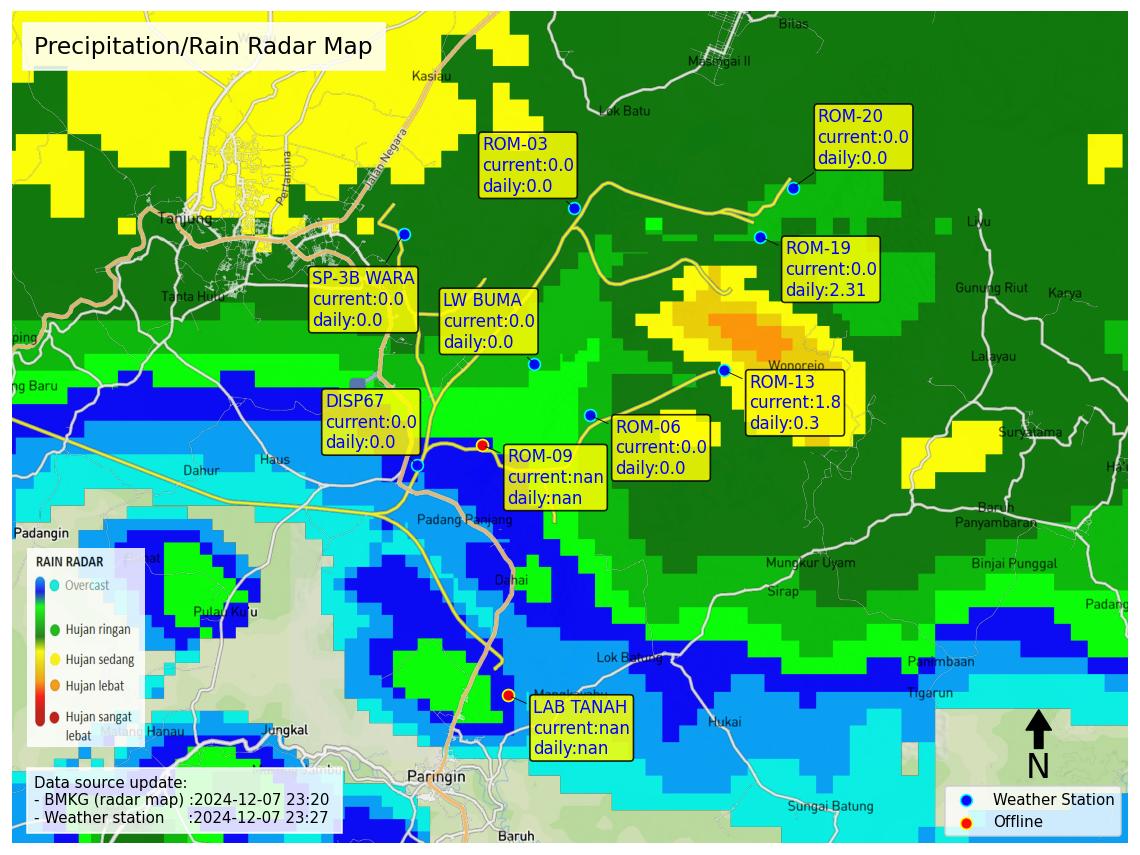 Precipitation/Rain Radar Map
Bilas
Masingai II
Kasiau
Lok Batu
ROM-20
current:0.0
daily:0.0
ROM-03
current:0.0
daily:0.0
Jalan Negara
Pertamina
Tanjung
Liyu
ROM-19
current:0.0
daily:2.31
SP-3B WARA
current:0.0
daily:0.0
LW BUMA
current:0.0
daily:0.0
Gunung Riut
Karya
ping
Lalayau
Wonorejo
ng Baru
ROM-13
current:1.8
daily:0.3
DISP67
current:0.0
daily:0.0
ROM-06
current:0.0
daily:0.0
Suryatama
ROM-09
current:nan
daily:nan
Haus
Dahur
Baruh
Panyambaran
Padang Panjang
Padangin
RAIN RADAR
Overcast
Hujan ringan
Hujan sedang
Hujan lebat
Hujan sangat
lebat
Mungkur Uyam
Binjai Punggal
Dahai
Sirap
Padang
Pulau Ku'u
Lok Batung
Panimbaan
Tigarun
LAB TANAH
current:nan
daily:nan
Hukai
Jungkal
N
Paringin
Data source update:
- BMKG (radar map) :2024-12-07 23:20
- Weather station :2024-12-07 23:27
Sungai Batung
Baruh
Weather Station
Offline